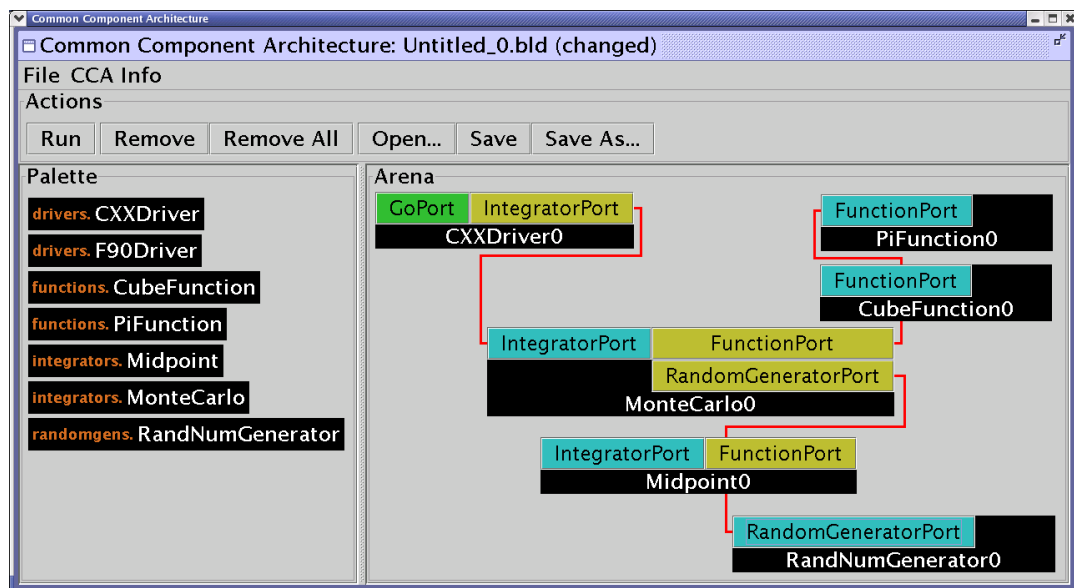 Common Component Architecture
Common Component Architecture: Untitled_0.bld (changed)
File CCA Info
Actions
Run Remove Remove All Open... Save Save As...
Palette
drivers. CXXDriver
drivers. F90Driver
functions. CubeFunction
functions. PiFunction
integrators. Midpoint
integrators. MonteCarlo
randomgens. RandNumGenerator
Arena
GoPort IntegratorPort
CXXDriver0
FunctionPort
PiFunction0
FunctionPort
CubeFunction0
IntegratorPort FunctionPort
RandomGeneratorPort
MonteCarlo0
IntegratorPort FunctionPort
Midpoint0
RandomGeneratorPort
RandNumGenerator0